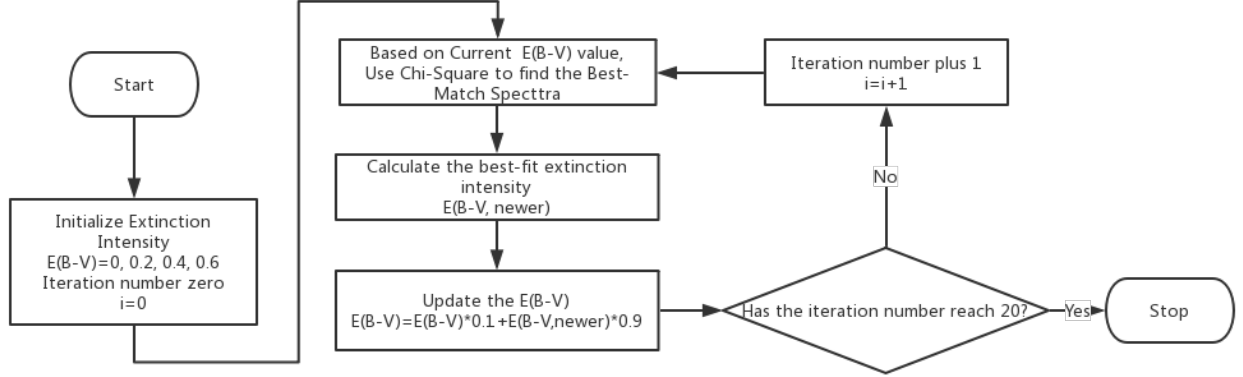 Start
Initialize Extinction
Intensity
E(B-V)=0, 0.2, 0.4, 0.6
Iteration number zero
i=0
Based on Current E(B-V) value,
Use Chi-Square to find the Best-
Match Specttra
Calculate the best-fit extinction
intensity
E(B-V, newer)
Update the E(B-V)
E(B-V)=E(B-V)*0.1+E(B-V,newer)*0.9
Has the iteration number reach 20?
No
Iteration number plus 1
i=i+1
Yes
Stop